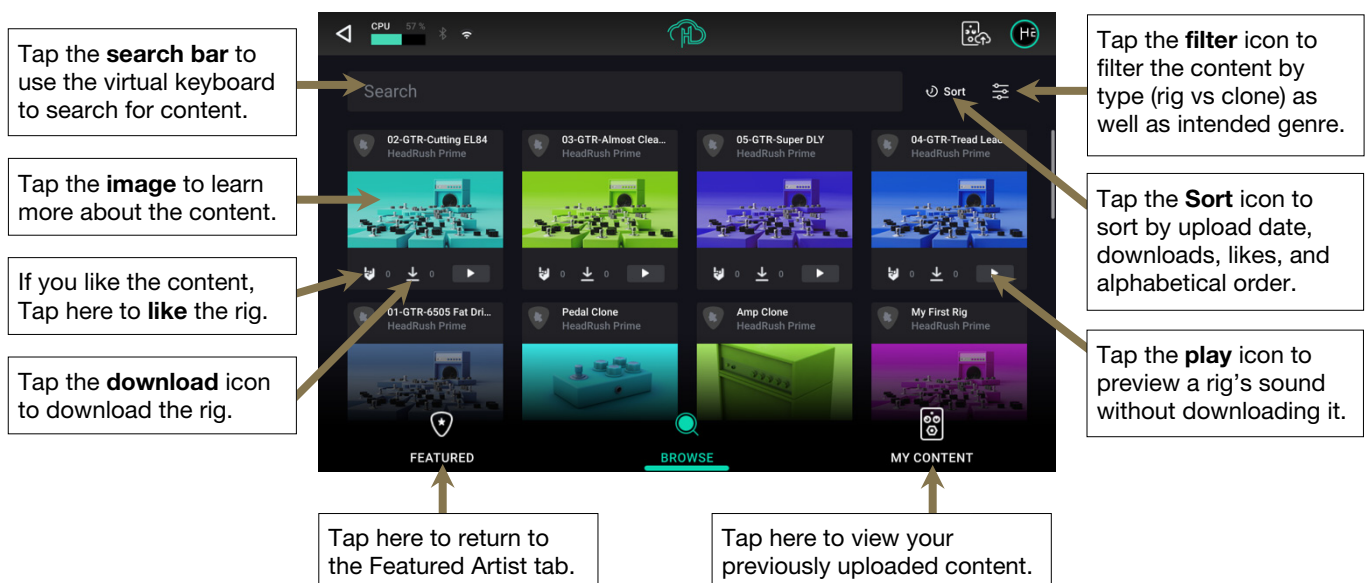 CPU 57 %
Tap the search bar to
use the virtual keyboard
to search for content.
Tap the image to learn
more about the content.
If you like the content,
Tap here to like the rig.
Tap the download icon
to download the rig.
Search
Sort
02-GTR-Cutting EL84
HeadRush Prime
03-GTR-Almost Clea...
HeadRush Prime
05-GTR-Super DLY
HeadRush Prime
04-GTR-Tread Lead
HeadRush Prime
0 0
0 0
0 0
0 0
01-GTR-6505 Fat Dri...
HeadRush Prime
Pedal Clone
HeadRush Prime
Amp Clone
HeadRush Prime
My First Rig
HeadRush Prime
FEATURED
BROWSE
MY CONTENT
Tap the filter icon to
filter the content by
type (rig vs clone) as
well as intended genre.
Tap the Sort icon to
sort by upload date,
downloads, likes, and
alphabetical order.
Tap the play icon to
preview a rig's sound
without downloading it.
Tap here to return to
the Featured Artist tab.
Tap here to view your
previously uploaded content.